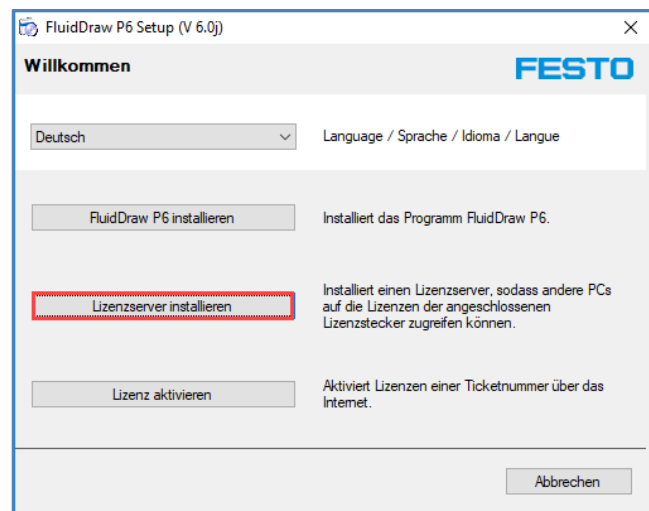 FluidDraw P6 Setup (V 6.0j)
Willkommen
FESTO
Deutsch
Language / Sprache / Idioma / Langue
FluidDraw P6 installieren
Installiert das Programm FluidDraw P6.
Lizenzserver installieren
Installiert einen Lizenzserver, sodass andere PCs
auf die Lizenzen der angeschlossenen
Lizenzstecker zugreifen können.
Lizenz aktivieren
Aktiviert Lizenzen einer Ticketnummer über das
Internet.
Abbrechen